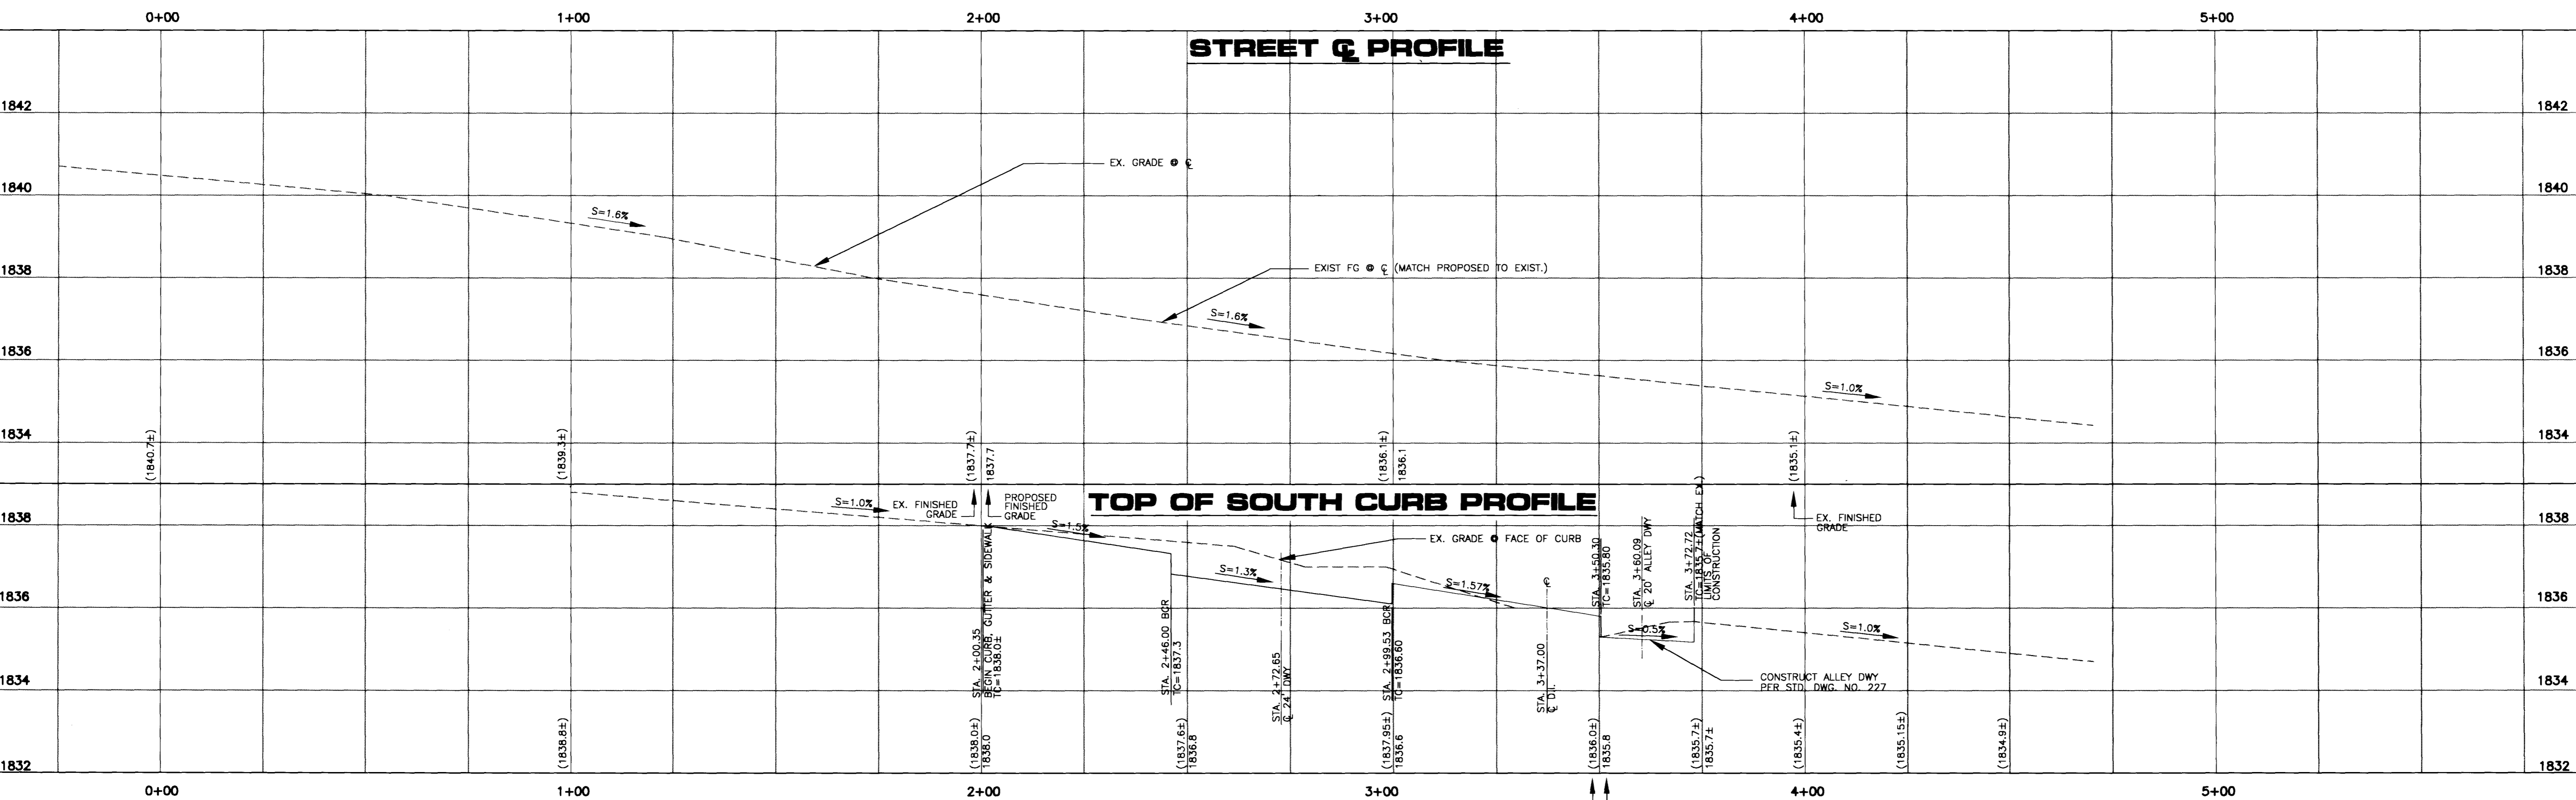 0+00 1+00 2+00 3+00 4+00 5+00
STREET ℄ PROFILE
1842 1842
EX. GRADE @ ℄
1840 1840
S=1.6%
1838 1838
EXIST FG @ ℄ (MATCH PROPOSED TO EXIST.)
S=1.6%
1836 1836
S=1.0%
1834 1834
(1840.7±)
(1839.3±)
(1837.7±)
1837.7
(1836.1±)
1836.1
(1835.1±)
TOP OF SOUTH CURB PROFILE
S=1.0%
EX. FINISHED
GRADE
PROPOSED
FINISHED
GRADE
EX. FINISHED
GRADE
1838 1838
S=1.5%
EX. GRADE @ FACE OF CURB
S=1.3%
S=1.57%
℄
1836 1836
S=0.5%
S=1.0%
STA. 2+00.35
BEGIN CURB, GUTTER & SIDEWALK
TC=1838.0±
STA. 2+46.00 BCR
TC=1837.3
STA. 2+72.65
℄ 24' DWY
STA. 2+99.53 BCR
TC=1836.60
STA. 3+37.00
℄ D.I.
STA. 3+50.30
TC=1835.80
STA. 3+60.09
℄ 20' ALLEY DWY
STA. 3+72.72
TC=1835.7±(MATCH EX.)
LIMITS OF
CONSTRUCTION
CONSTRUCT ALLEY DWY
PER STD. DWG. NO. 227
1834 1834
(1838.8±)
(1838.0±)
1838.0
(1837.6±)
1836.8
(1837.95±)
1836.6
(1836.0±)
1835.8
(1835.7±)
1835.7±
(1835.4±)
(1835.15±)
(1834.9±)
1832 1832
0+00 1+00 2+00 3+00 4+00 5+00